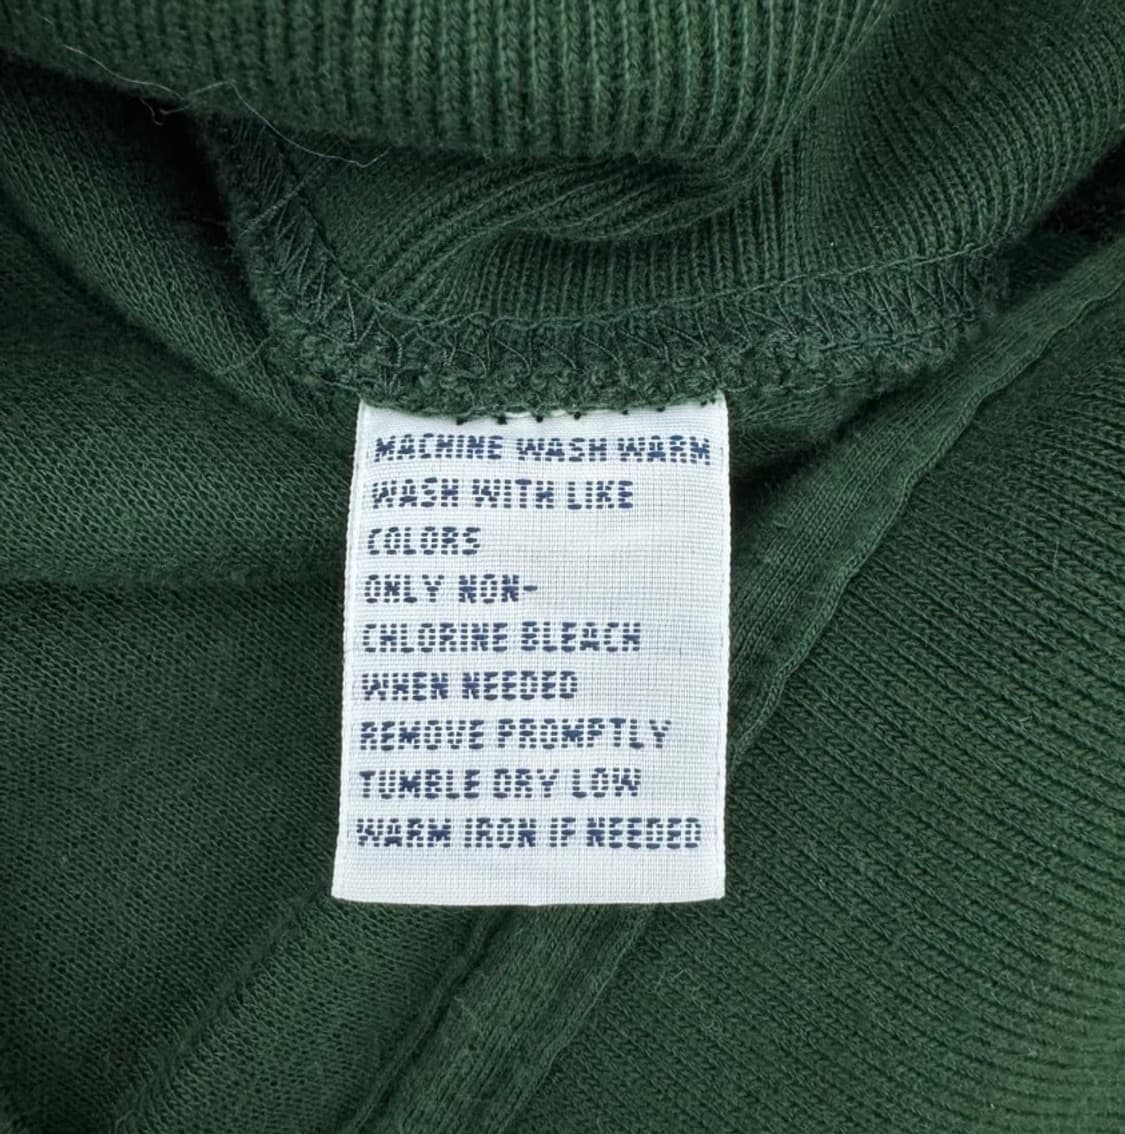 MACHINE WASH WARM
WASH WITH LIKE
COLORS
ONLY NON-
CHLORINE BLEACH
WHEN NEEDED
REMOVE PROMPTLY
TUMBLE DRY LOW
WARM IRON IF NEEDED